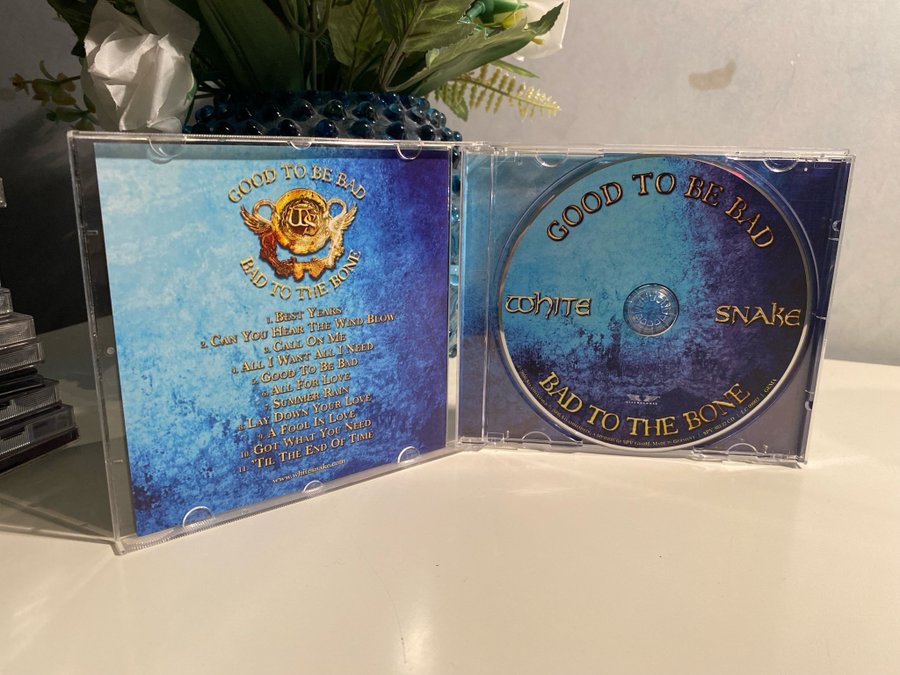 GOOD TO BE BAD
BAD TO THE BONE
1. BEST YEARS
2. CAN YOU HEAR THE WIND BLOW
3. CALL ON ME
4. ALL I WANT ALL I NEED
5. GOOD TO BE BAD
6. ALL FOR LOVE
7. SUMMER RAIN
8. LAY DOWN YOUR LOVE
9. A FOOL IN LOVE
10. GOT WHAT YOU NEED
11. 'TIL THE END OF TIME
www.whitesnake.com
GOOD TO BE BAD
WHITE SNAKE
BAD TO THE BONE